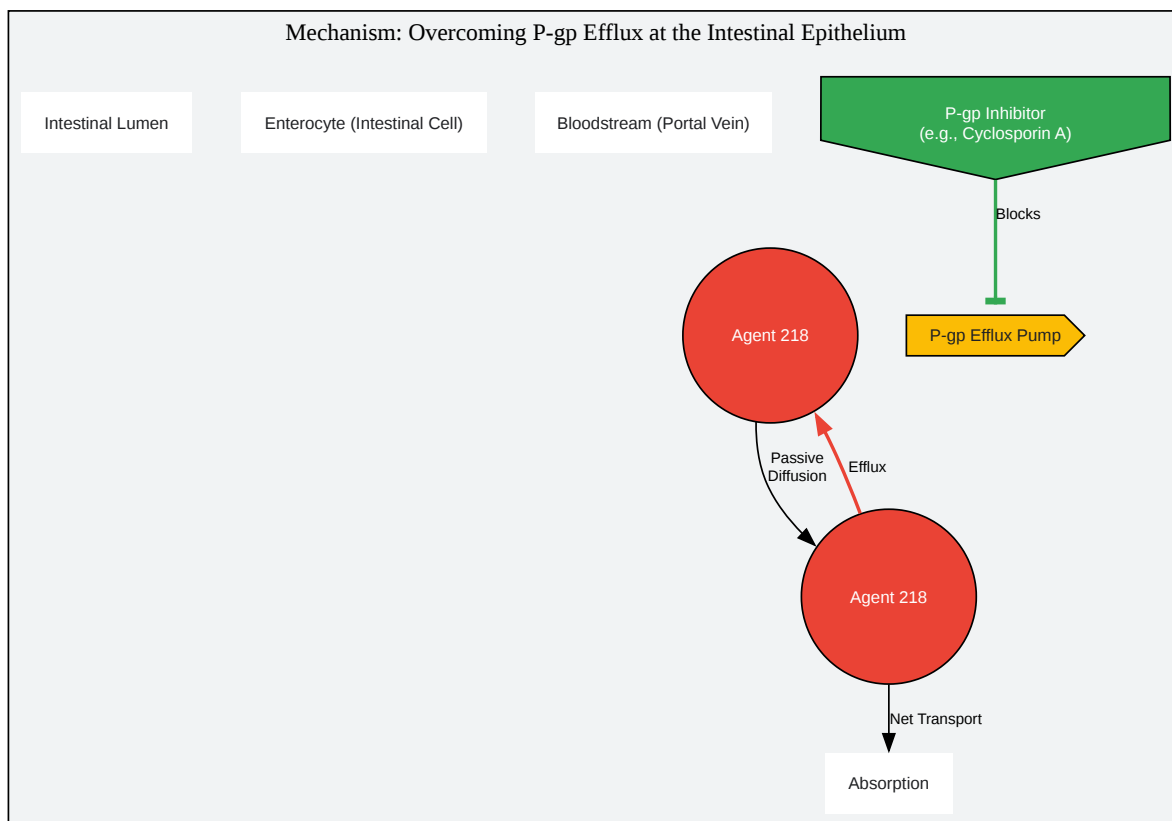 Mechanism: Overcoming P-gp Efflux at the Intestinal Epithelium
Intestinal Lumen
Enterocyte (Intestinal Cell)
Bloodstream (Portal Vein)
P-gp Inhibitor
(e.g., Cyclosporin A)
Blocks
Agent 218
P-gp Efflux Pump
Passive
Diffusion
Efflux
Agent 218
Net Transport
Absorption